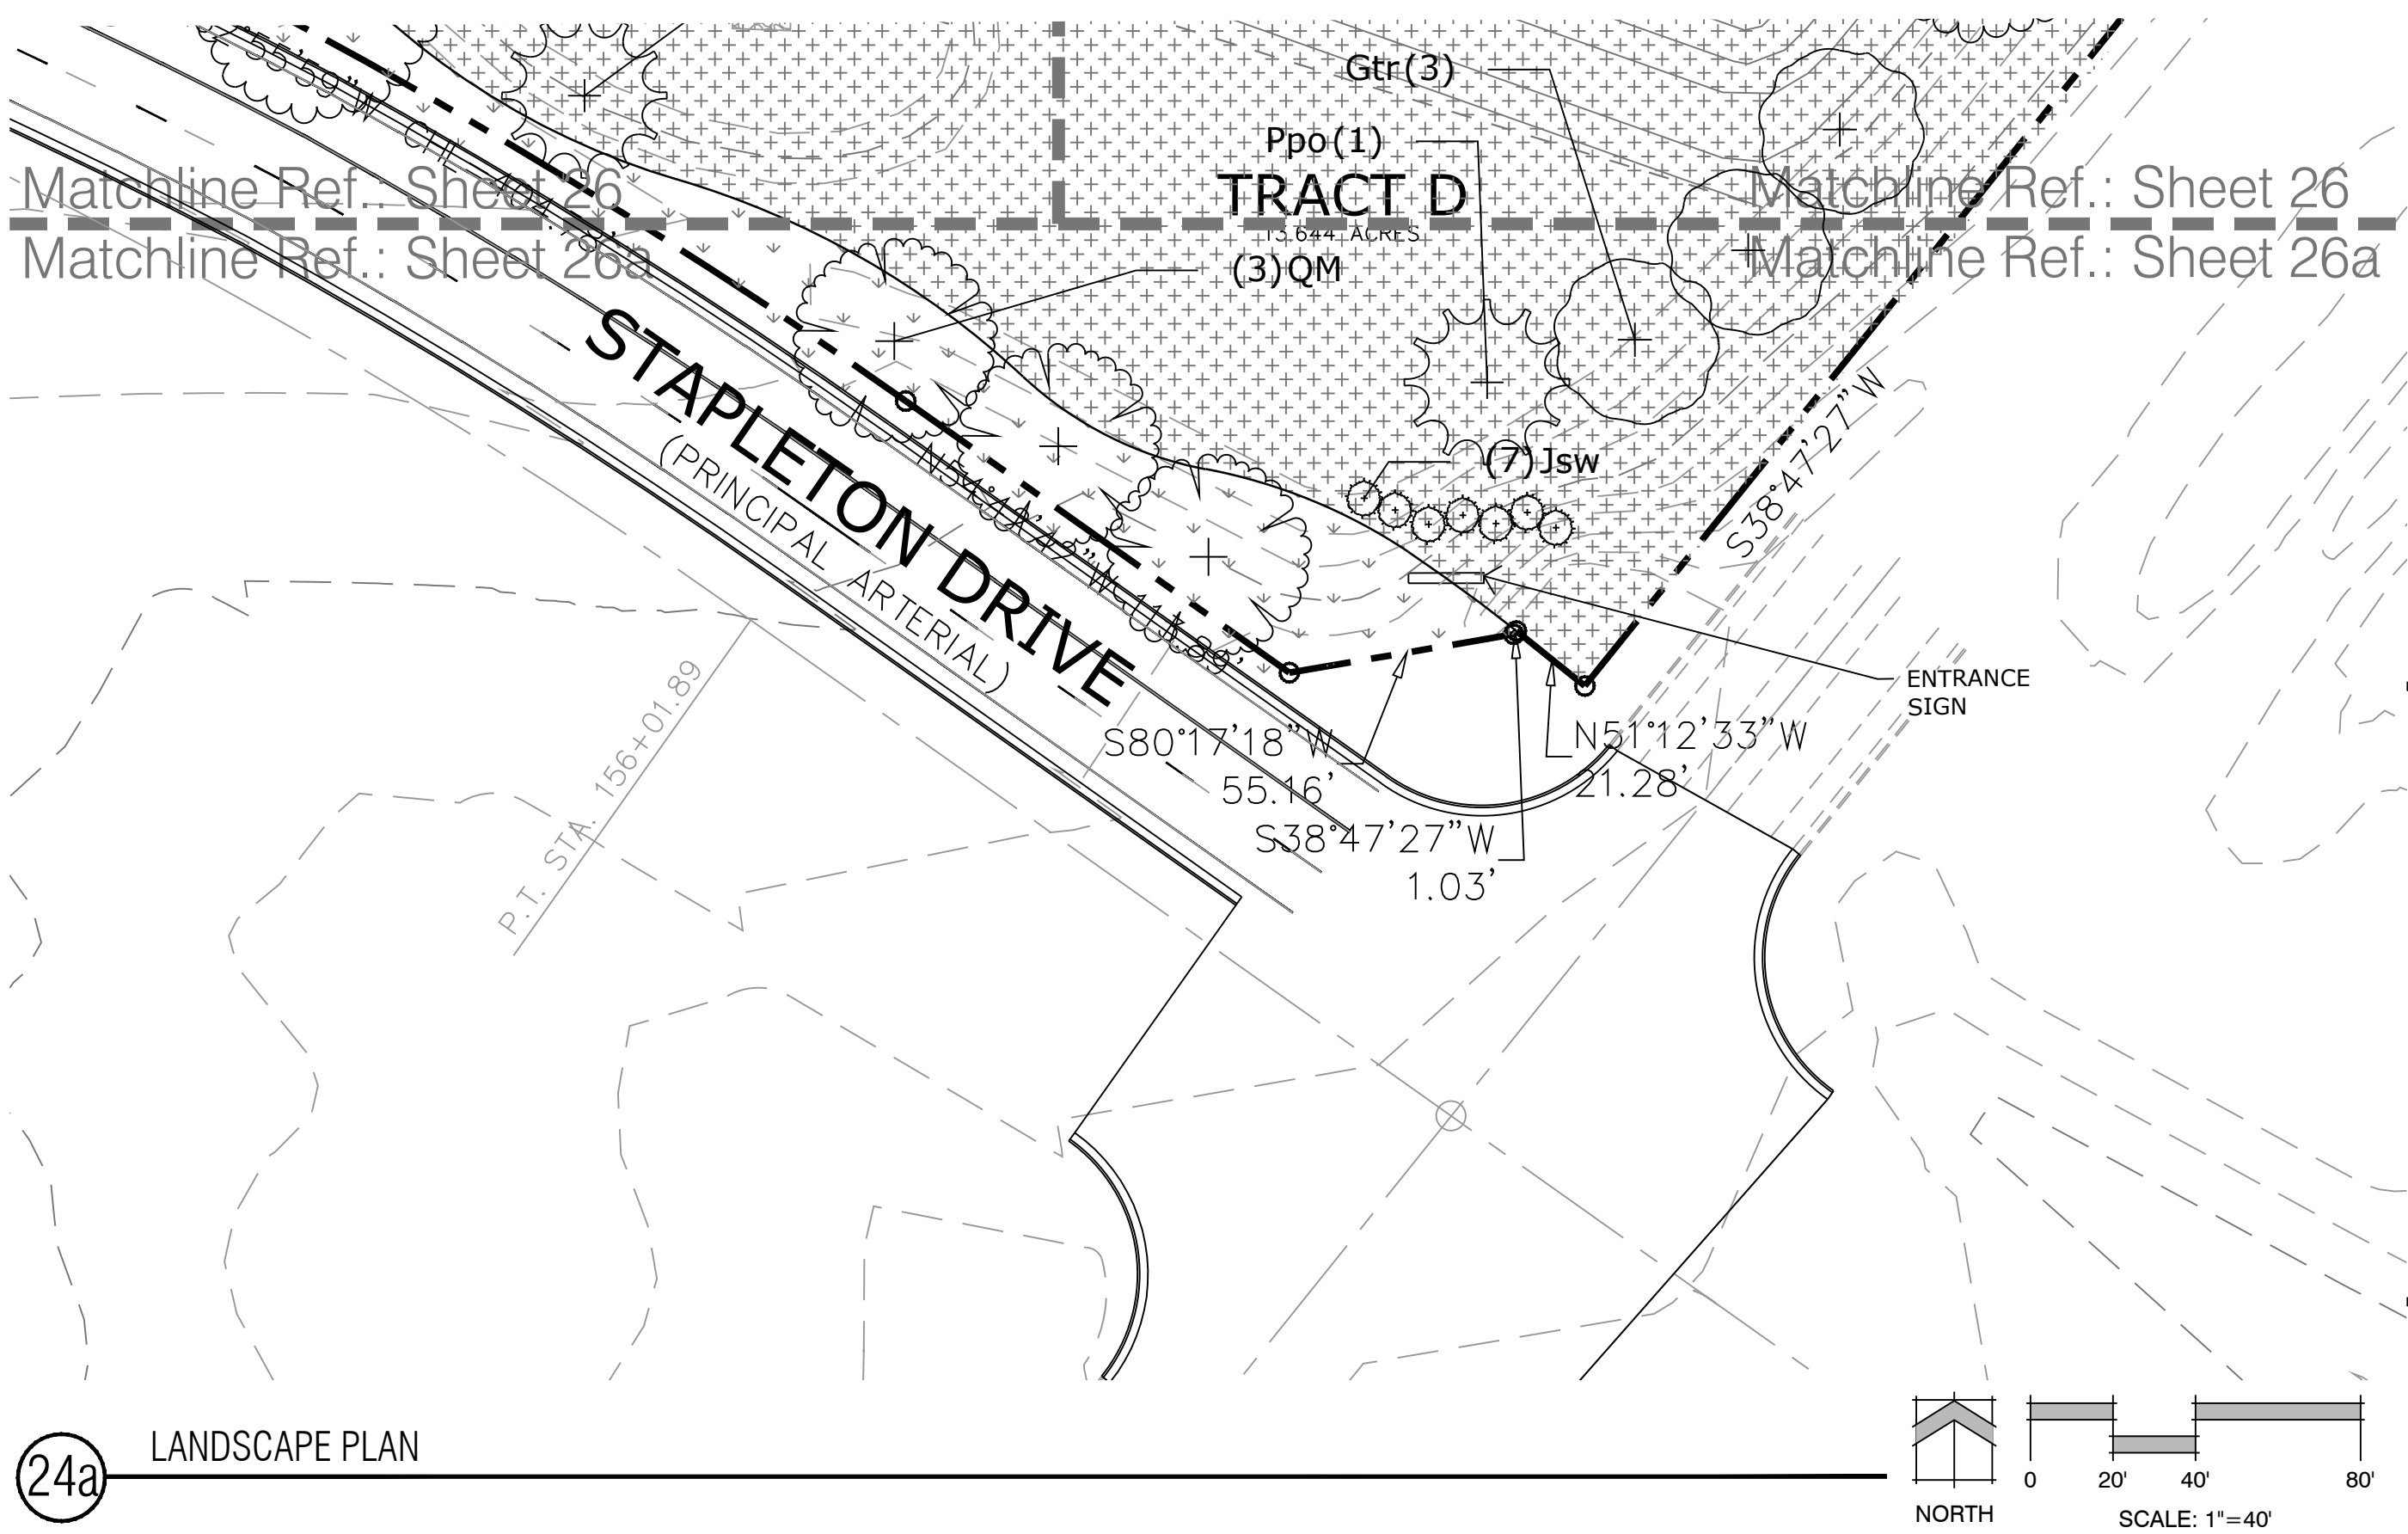 Gtr(3)
Ppo(1)
Matchline Ref.: Sheet 26
TRACT D
Matchline Ref.: Sheet 26
13.644 ACRES
Matchline Ref.: Sheet 26a
(3)QM
Matchline Ref.: Sheet 26a
STAPLETON DRIVE
(PRINCIPAL ARTERIAL)
(7)Jsw
S38°47'27"W
ENTRANCE
SIGN
P.T. STA. 156+01.89
S80°17'18"W
55.16'
N51°12'33"W
21.28'
S38°47'27"W
1.03'
24a
LANDSCAPE PLAN
NORTH
0 20' 40' 80'
SCALE: 1"=40'